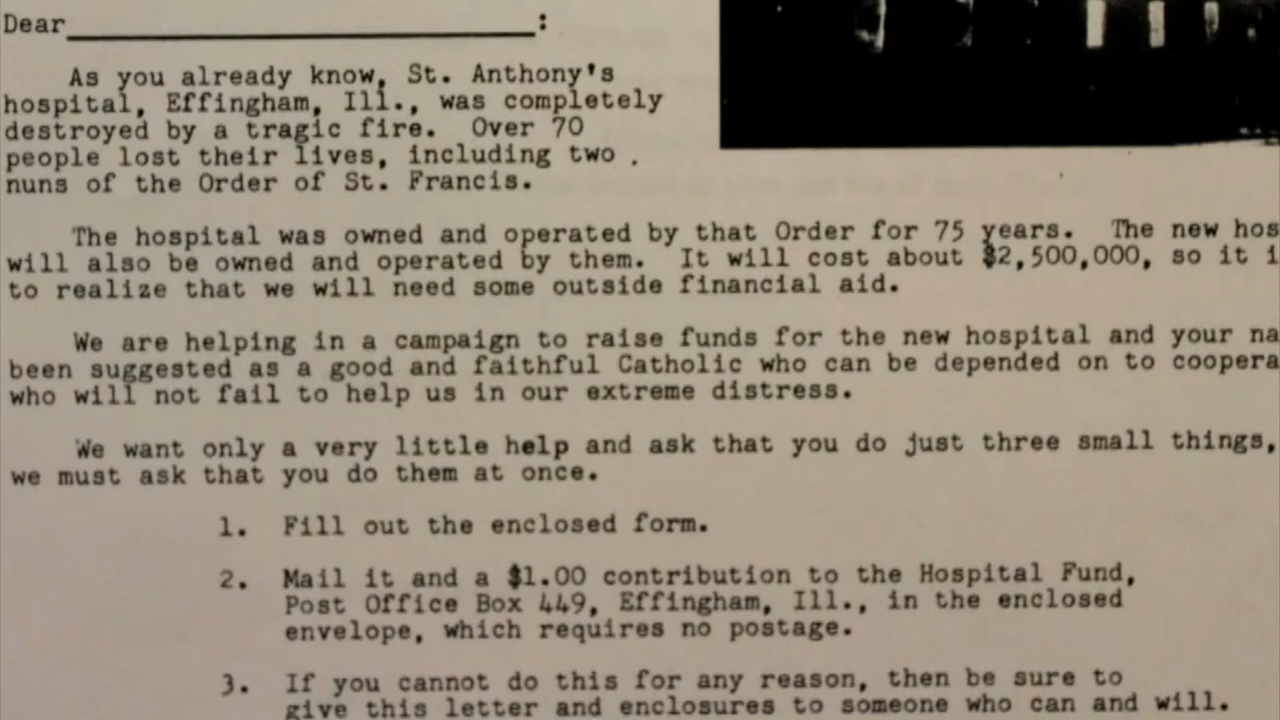 Dear________________:
As you already know, St. Anthony's
hospital, Effingham, Ill., was completely
destroyed by a tragic fire. Over 70
people lost their lives, including two .
nuns of the Order of St. Francis.
The hospital was owned and operated by that Order for 75 years. The new hos
will also be owned and operated by them. It will cost about $2,500,000, so it i
to realize that we will need some outside financial aid.
We are helping in a campaign to raise funds for the new hospital and your na
been suggested as a good and faithful Catholic who can be depended on to coopera
who will not fail to help us in our extreme distress.
We want only a very little help and ask that you do just three small things,
we must ask that you do them at once.
1. Fill out the enclosed form.
2. Mail it and a $1.00 contribution to the Hospital Fund,
Post Office Box 449, Effingham, Ill., in the enclosed
envelope, which requires no postage.
3. If you cannot do this for any reason, then be sure to
give this letter and enclosures to someone who can and will.